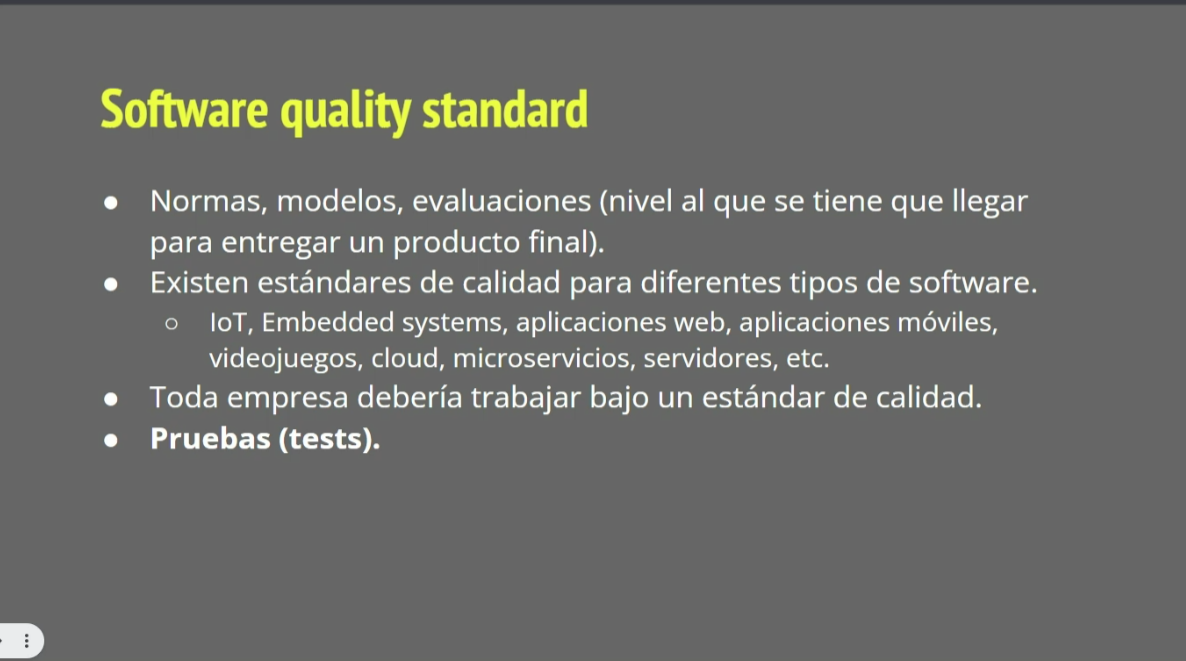 Software quality standard
● Normas, modelos, evaluaciones (nivel al que se tiene que llegar
para entregar un producto final).
● Existen estándares de calidad para diferentes tipos de software.
○ IoT, Embedded systems, aplicaciones web, aplicaciones móviles,
videojuegos, cloud, microservicios, servidores, etc.
● Toda empresa debería trabajar bajo un estándar de calidad.
● Pruebas (tests).